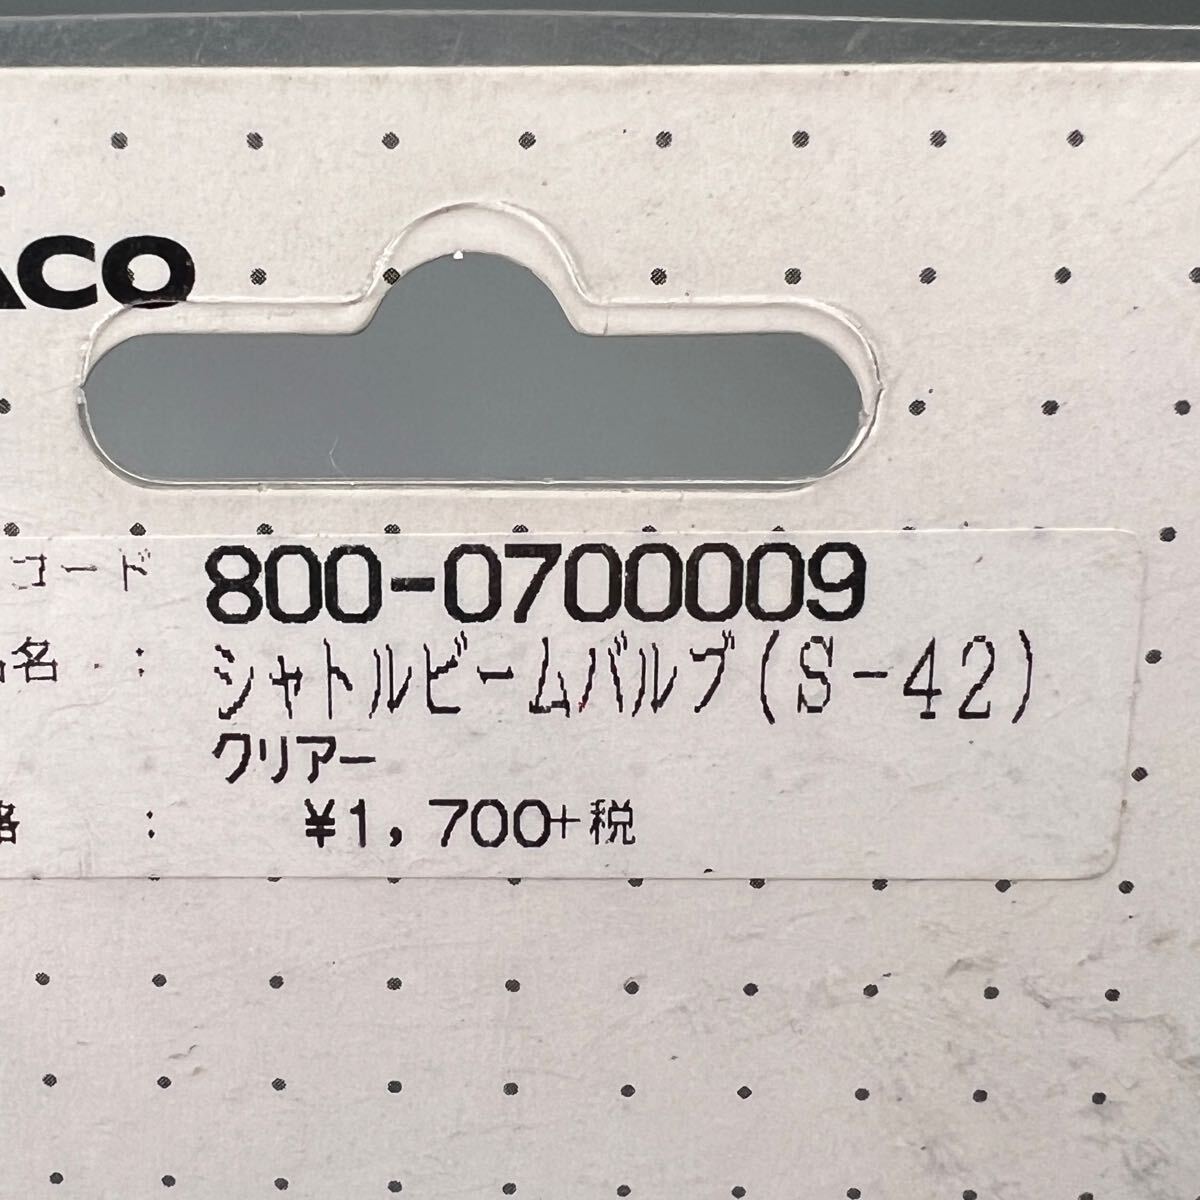 ACO
コード 800-0700009
名 : シャトルビームバルブ(S-42)
クリアー
格 : ¥1,700+税